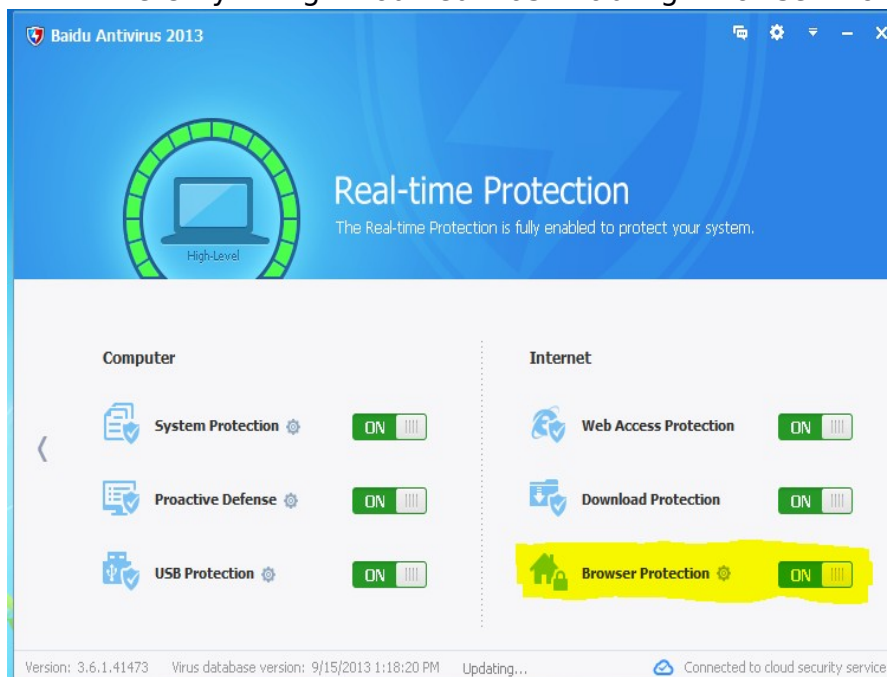 Baidu Antivirus 2013
Real-time Protection
The Real-time Protection is fully enabled to protect your system.
High-Level
Computer
Internet
System Protection
ON
Web Access Protection
ON
Proactive Defense
ON
Download Protection
ON
USB Protection
ON
Browser Protection
ON
Version: 3.6.1.41473 Virus database version: 9/15/2013 1:18:20 PM Updating... Connected to cloud security service